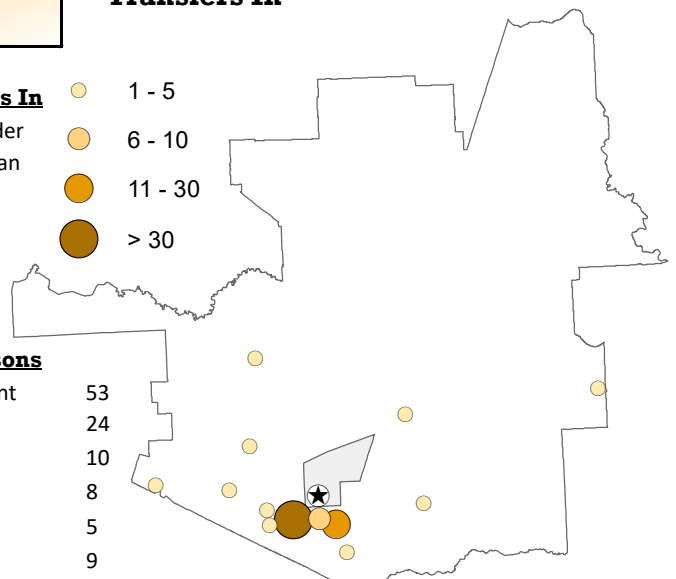 Transfers In
s In
1 - 5
der
6 - 10
an
11 - 30
> 30
sons
nt
53
24
10
8
5
9